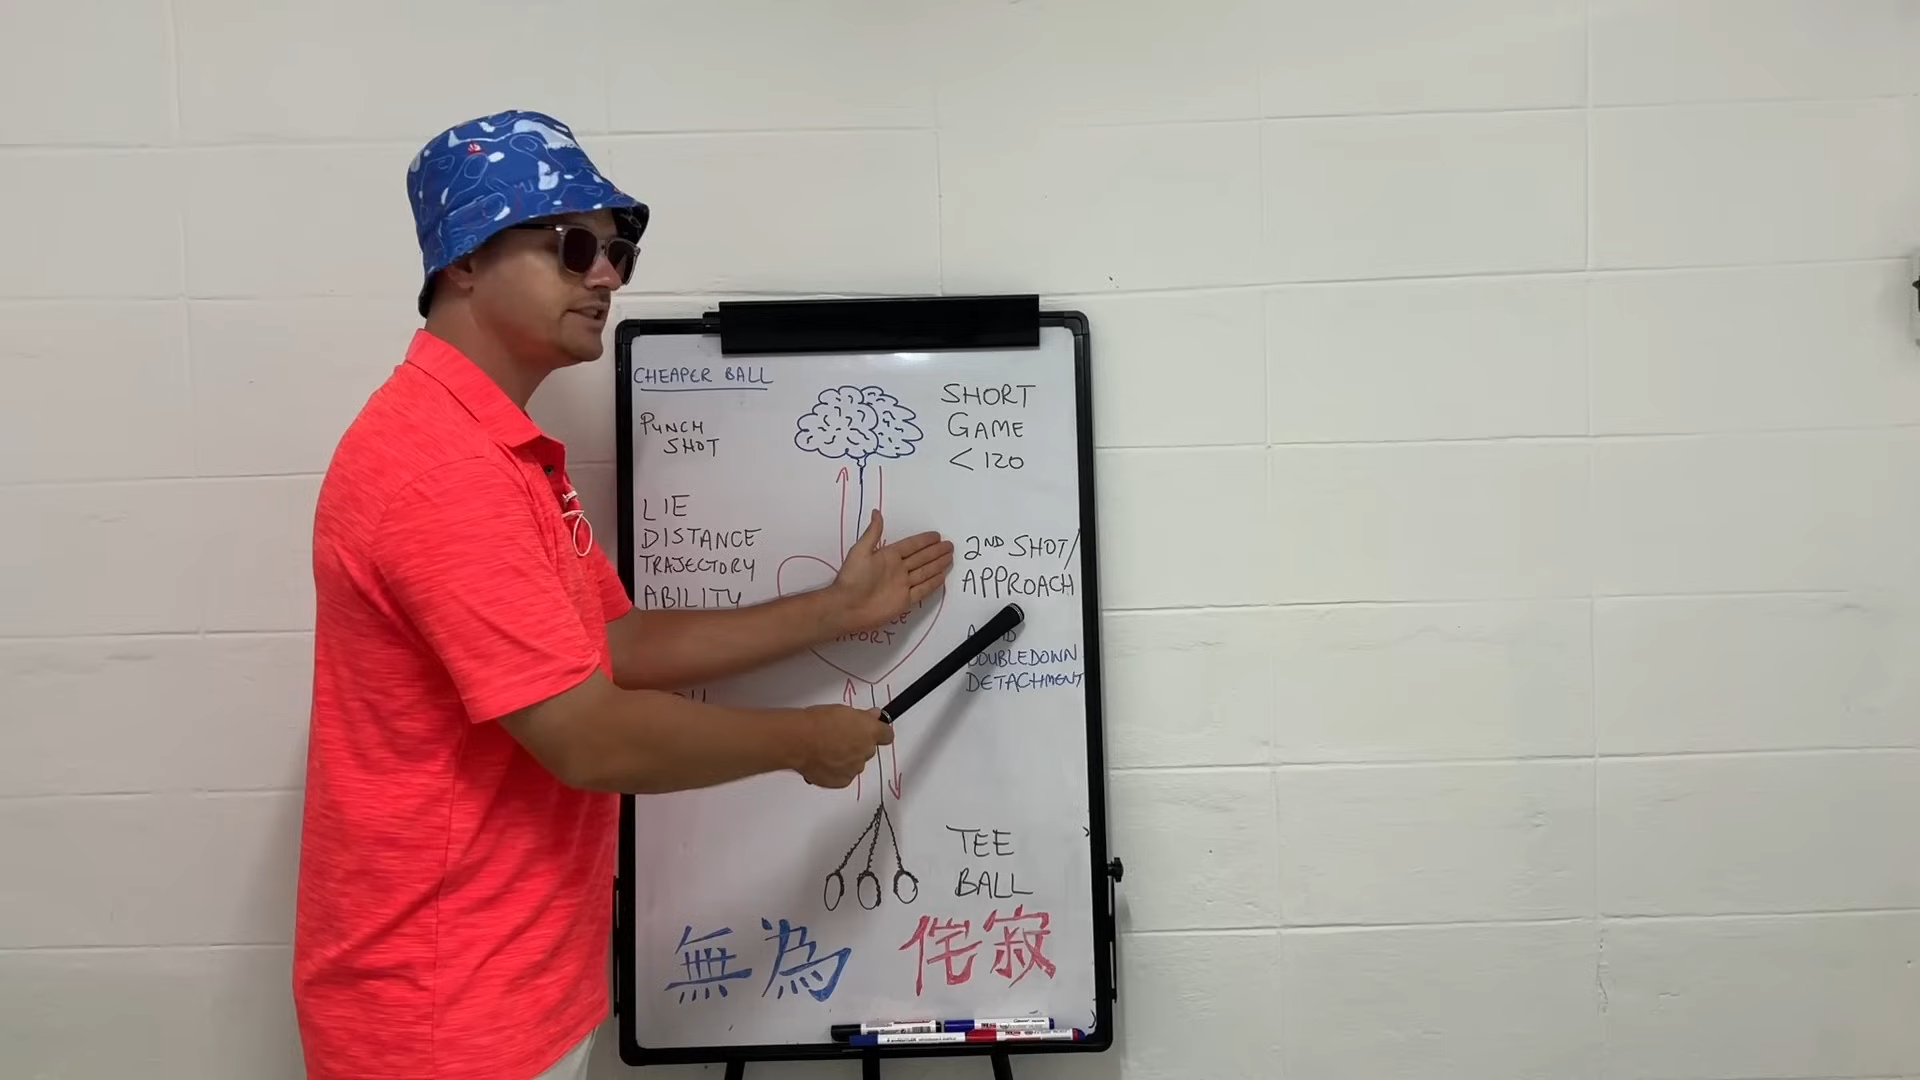 CHEAPER BALL
PUNCH
SHOT
LIE
DISTANCE
TRAJECTORY
ABILITY
SHORT
GAME
< 120
2ND SHOT/
APPROACH
DOUBLEDOWN
DETACHMENT
TEE
BALL
無為 侘寂